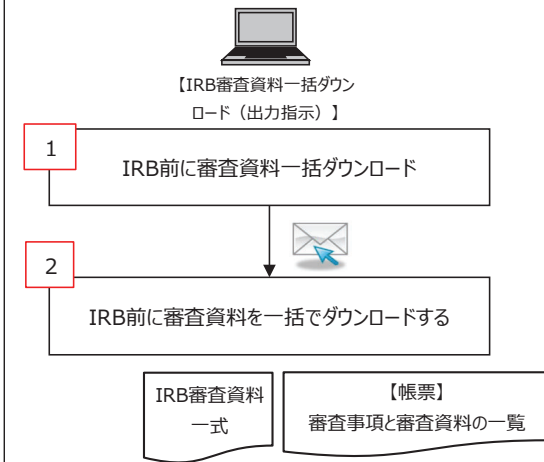 【IRB審査資料一括ダウン
ロード（出力指示）】
1
IRB前に審査資料一括ダウンロード
2
IRB前に審査資料を一括でダウンロードする
IRB審査資料
一式
【帳票】
審査事項と審査資料の一覧